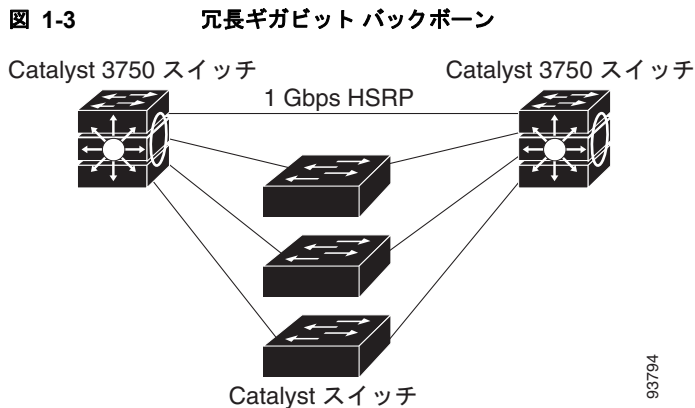 図 1-3 冗長ギガビット バックボーン
Catalyst 3750 スイッチ
Catalyst 3750 スイッチ
1 Gbps HSRP
Catalyst スイッチ
93794